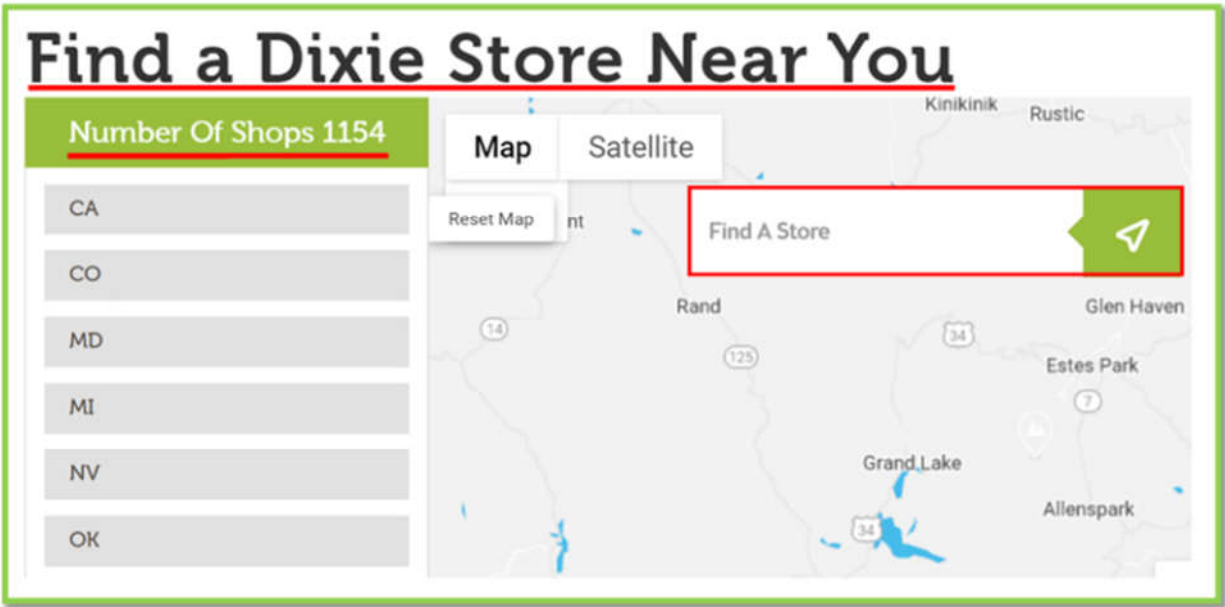 Find a Dixie Store Near You
Number Of Shops 1154
CA
CO
MD
MI
NV
OK
Map
Satellite
Reset Map
nt
Find A Store
Kinikinik
Rustic
Rand
Glen Haven
14
125
34
Estes Park
7
Grand Lake
Allenspark
34